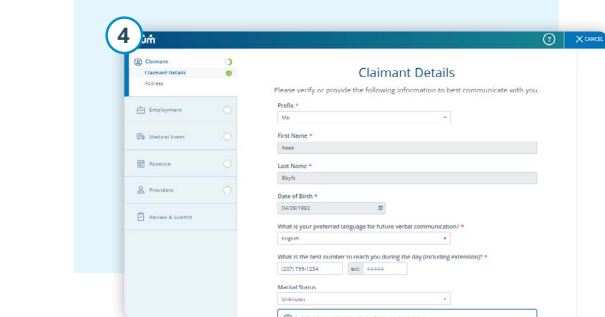 4
unum
? X CANCEL
Claimant
Claimant Details
Address
Employment
Medical Event
Absence
Providers
Review & Submit
Claimant Details
Please verify or provide the following information to best communicate with you.
Prefix *
Ms
First Name *
Aaaa
Last Name *
Date of Birth *
04/29/1982
What is your preferred language for future verbal communication? *
English
What is the best number to reach you during the day (including extension)? *
(207) 799-1234 ext: #####
Marital Status
Unknown